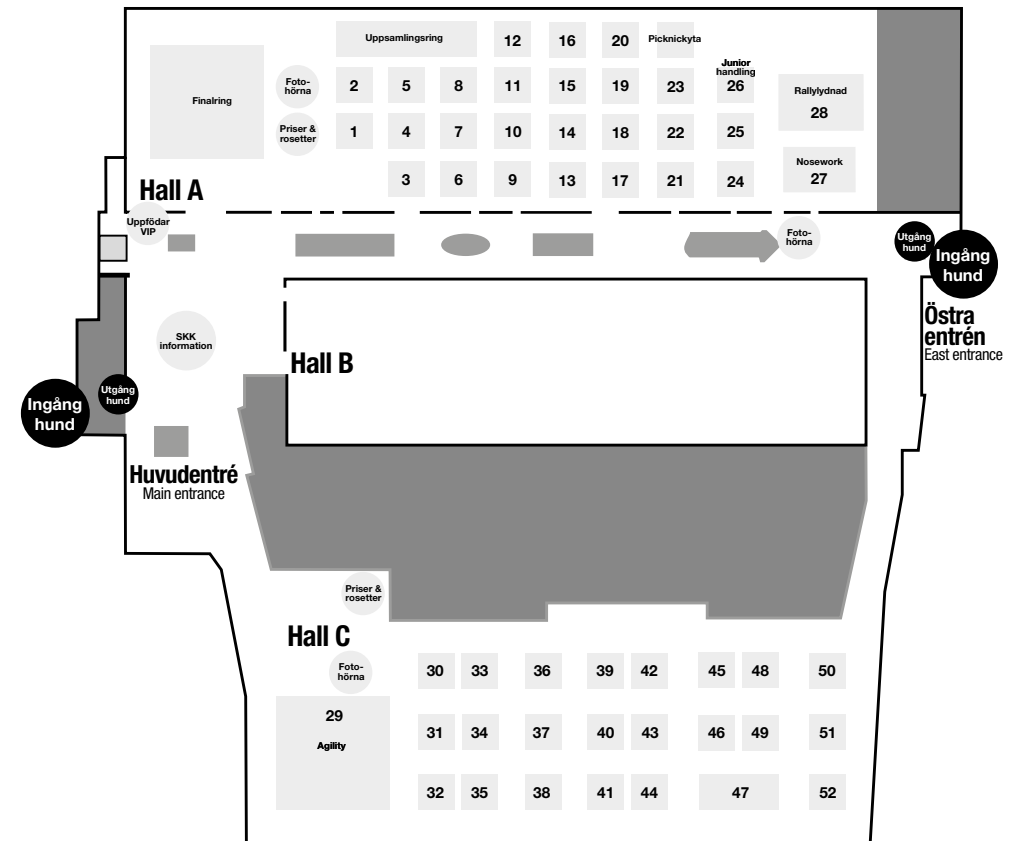 Uppsamlingsring
12
16
20
Picknickyta
Finalring
Foto-
hörna
2
5
8
11
15
19
23
Junior
handling
26
Rallylydnad
28
Priser &
rosetter
1
4
7
10
14
18
22
25
3
6
9
13
17
21
24
Nosework
27
Hall A
Uppfödar
VIP
Foto-
hörna
Utgång
hund
Ingång
hund
SKK
information
Hall B
Östra
entrén
East entrance
Ingång
hund
Utgång
hund
Huvudentré
Main entrance
Priser &
rosetter
Hall C
Foto-
hörna
30
33
36
39
42
45
48
50
29
Agility
31
34
37
40
43
46
49
51
32
35
38
41
44
47
52